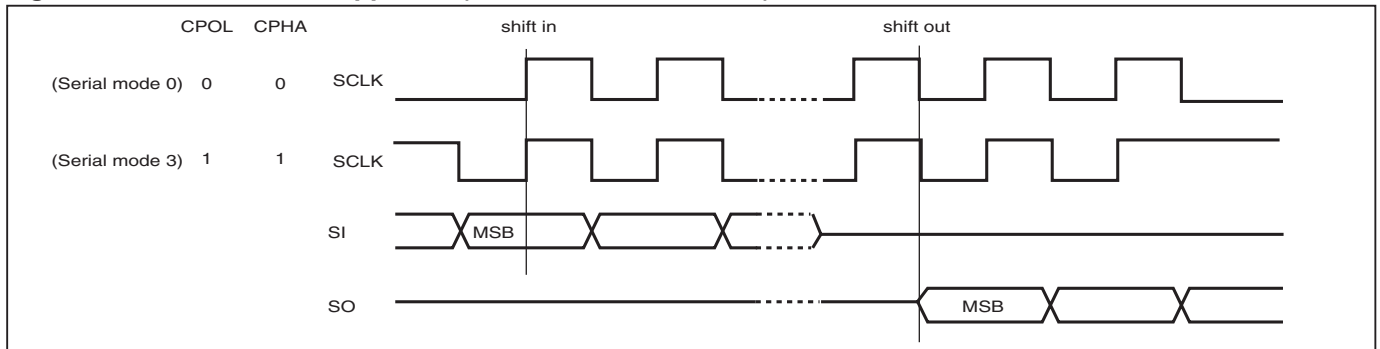 CPOL CPHA shift in shift out
(Serial mode 0) 0 0 SCLK
(Serial mode 3) 1 1 SCLK
SI MSB
SO MSB